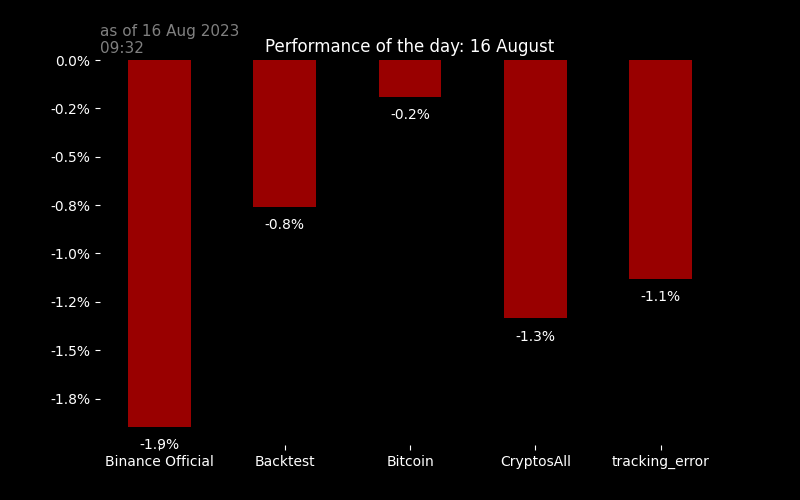 as of 16 Aug 2023
09:32
Performance of the day: 16 August
0.0%
-0.2%
-0.5%
-0.8%
-1.0%
-1.2%
-1.5%
-1.8%
-1.9%
-0.8%
-0.2%
-1.3%
-1.1%
Binance Official
Backtest
Bitcoin
CryptosAll
tracking_error